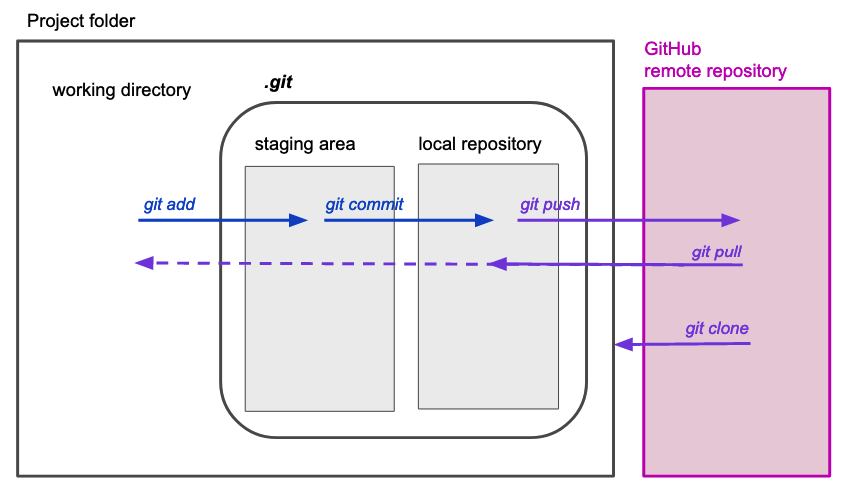 Project folder
GitHub
remote repository
working directory
.git
staging area
local repository
git add
git commit
git push
git pull
git clone